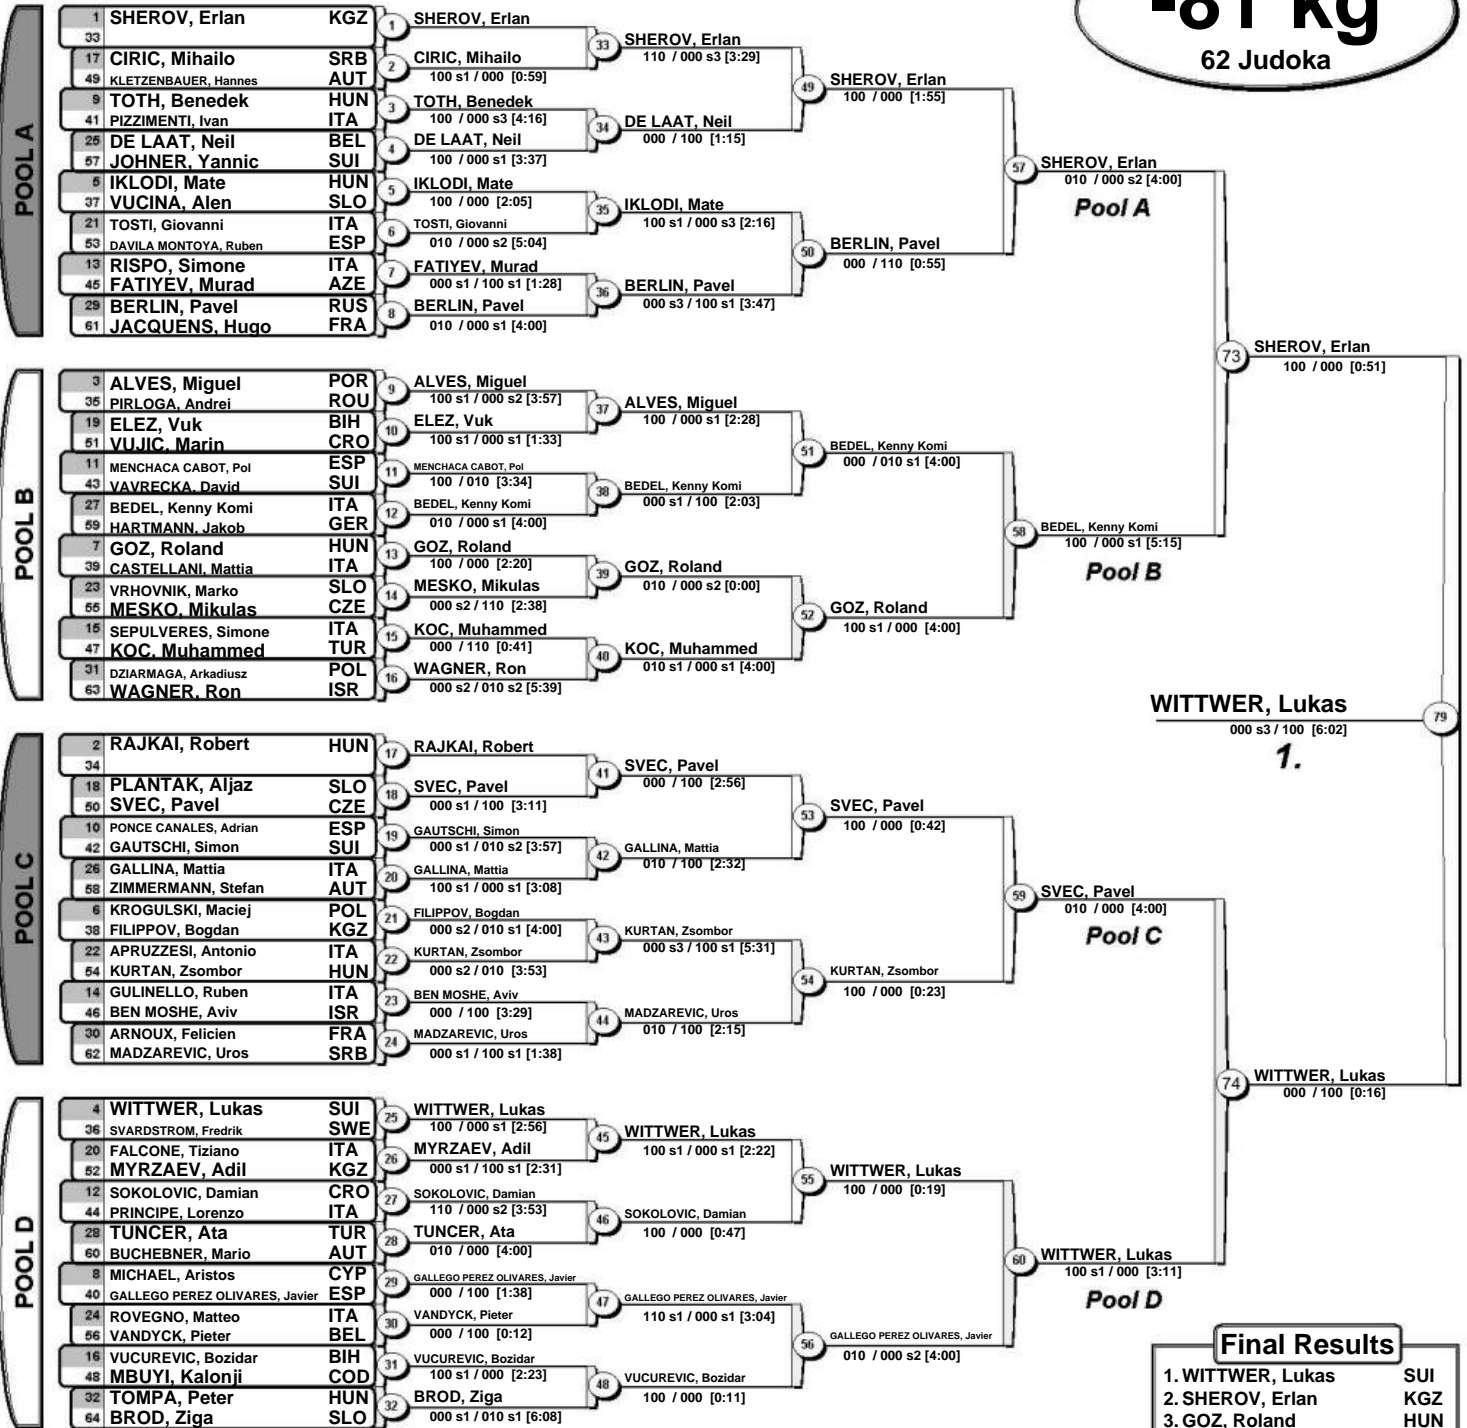 -81 kg
62 Judoka
POOL A
1 SHEROV, Erlan KGZ
33
17 CIRIC, Mihailo SRB
49 KLETZENBAUER, Hannes AUT
9 TOTH, Benedek HUN
41 PIZZIMENTI, Ivan ITA
25 DE LAAT, Neil BEL
57 JOHNER, Yannic SUI
5 IKLODI, Mate HUN
37 VUCINA, Alen SLO
21 TOSTI, Giovanni ITA
53 DAVILA MONTOYA, Ruben ESP
13 RISPO, Simone ITA
45 FATIYEV, Murad AZE
29 BERLIN, Pavel RUS
61 JACQUENS, Hugo FRA
1 SHEROV, Erlan
2 CIRIC, Mihailo
100 s1 / 000 [0:59]
3 TOTH, Benedek
100 / 000 s3 [4:16]
4 DE LAAT, Neil
100 / 000 s1 [3:37]
5 IKLODI, Mate
100 / 000 [2:05]
6 TOSTI, Giovanni
010 / 000 s2 [5:04]
7 FATIYEV, Murad
000 s1 / 100 s1 [1:28]
8 BERLIN, Pavel
010 / 000 s1 [4:00]
33 SHEROV, Erlan
110 / 000 s3 [3:29]
34 DE LAAT, Neil
000 / 100 [1:15]
35 IKLODI, Mate
100 s1 / 000 s3 [2:16]
36 BERLIN, Pavel
000 s3 / 100 s1 [3:47]
49 SHEROV, Erlan
100 / 000 [1:55]
50 BERLIN, Pavel
000 / 110 [0:55]
57 SHEROV, Erlan
010 / 000 s2 [4:00]
Pool A
POOL B
3 ALVES, Miguel POR
35 PIRLOGA, Andrei ROU
19 ELEZ, Vuk BIH
51 VUJIC, Marin CRO
11 MENCHACA CABOT, Pol ESP
43 VAVRECKA, David SUI
27 BEDEL, Kenny Komi ITA
59 HARTMANN, Jakob GER
7 GOZ, Roland HUN
39 CASTELLANI, Mattia ITA
23 VRHOVNIK, Marko SLO
55 MESKO, Mikulas CZE
15 SEPULVERES, Simone ITA
47 KOC, Muhammed TUR
31 DZIARMAGA, Arkadiusz POL
63 WAGNER, Ron ISR
9 ALVES, Miguel
100 s1 / 000 s2 [3:57]
10 ELEZ, Vuk
100 s1 / 000 s1 [1:33]
11 MENCHACA CABOT, Pol
100 / 010 [3:34]
12 BEDEL, Kenny Komi
010 / 000 s1 [4:00]
13 GOZ, Roland
100 / 000 [2:20]
14 MESKO, Mikulas
000 s2 / 110 [2:38]
15 KOC, Muhammed
000 / 110 [0:41]
16 WAGNER, Ron
000 s2 / 010 s2 [5:39]
37 ALVES, Miguel
100 / 000 s1 [2:28]
38 BEDEL, Kenny Komi
000 s1 / 100 [2:03]
39 GOZ, Roland
010 / 000 s2 [0:00]
40 KOC, Muhammed
010 s1 / 000 s1 [4:00]
51 BEDEL, Kenny Komi
000 / 010 s1 [4:00]
52 GOZ, Roland
100 s1 / 000 [4:00]
58 BEDEL, Kenny Komi
100 / 000 s1 [5:15]
Pool B
73 SHEROV, Erlan
100 / 000 [0:51]
WITTWER, Lukas 79
000 s3 / 100 [6:02]
1.
POOL C
2 RAJKAI, Robert HUN
34
18 PLANTAK, Aljaz SLO
50 SVEC, Pavel CZE
10 PONCE CANALES, Adrian ESP
42 GAUTSCHI, Simon SUI
26 GALLINA, Mattia ITA
58 ZIMMERMANN, Stefan AUT
6 KROGULSKI, Maciej POL
38 FILIPPOV, Bogdan KGZ
22 APRUZZESI, Antonio ITA
54 KURTAN, Zsombor HUN
14 GULINELLO, Ruben ITA
46 BEN MOSHE, Aviv ISR
30 ARNOUX, Felicien FRA
62 MADZAREVIC, Uros SRB
17 RAJKAI, Robert
18 SVEC, Pavel
000 s1 / 100 [3:11]
19 GAUTSCHI, Simon
000 s1 / 010 s2 [3:57]
20 GALLINA, Mattia
100 s1 / 000 s1 [3:08]
21 FILIPPOV, Bogdan
000 s2 / 010 s1 [4:00]
22 KURTAN, Zsombor
000 s2 / 010 [3:53]
23 BEN MOSHE, Aviv
000 / 100 [3:29]
24 MADZAREVIC, Uros
000 s1 / 100 s1 [1:38]
41 SVEC, Pavel
000 / 100 [2:56]
42 GALLINA, Mattia
010 / 100 [2:32]
43 KURTAN, Zsombor
000 s3 / 100 s1 [5:31]
44 MADZAREVIC, Uros
010 / 100 [2:15]
53 SVEC, Pavel
100 / 000 [0:42]
54 KURTAN, Zsombor
100 / 000 [0:23]
59 SVEC, Pavel
010 / 000 [4:00]
Pool C
POOL D
4 WITTWER, Lukas SUI
36 SVARDSTROM, Fredrik SWE
20 FALCONE, Tiziano ITA
52 MYRZAEV, Adil KGZ
12 SOKOLOVIC, Damian CRO
44 PRINCIPE, Lorenzo ITA
28 TUNCER, Ata TUR
60 BUCHEBNER, Mario AUT
8 MICHAEL, Aristos CYP
40 GALLEGO PEREZ OLIVARES, Javier ESP
24 ROVEGNO, Matteo ITA
56 VANDYCK, Pieter BEL
16 VUCUREVIC, Bozidar BIH
48 MBUYI, Kalonji COD
32 TOMPA, Peter HUN
64 BROD, Ziga SLO
25 WITTWER, Lukas
100 / 000 s1 [2:56]
26 MYRZAEV, Adil
000 s1 / 100 s1 [2:31]
27 SOKOLOVIC, Damian
110 / 000 s2 [3:53]
28 TUNCER, Ata
010 / 000 [4:00]
29 GALLEGO PEREZ OLIVARES, Javier
000 / 100 [1:38]
30 VANDYCK, Pieter
000 / 100 [0:12]
31 VUCUREVIC, Bozidar
100 s1 / 000 [2:23]
32 BROD, Ziga
000 s1 / 010 s1 [6:08]
45 WITTWER, Lukas
100 s1 / 000 s1 [2:22]
46 SOKOLOVIC, Damian
100 / 000 [0:47]
47 GALLEGO PEREZ OLIVARES, Javier
110 s1 / 000 s1 [3:04]
48 VUCUREVIC, Bozidar
100 / 000 [0:11]
55 WITTWER, Lukas
100 / 000 [0:19]
56 GALLEGO PEREZ OLIVARES, Javier
010 / 000 s2 [4:00]
60 WITTWER, Lukas
100 s1 / 000 [3:11]
Pool D
74 WITTWER, Lukas
000 / 100 [0:16]
Final Results
1. WITTWER, Lukas SUI
2. SHEROV, Erlan KGZ
3. GOZ, Roland HUN